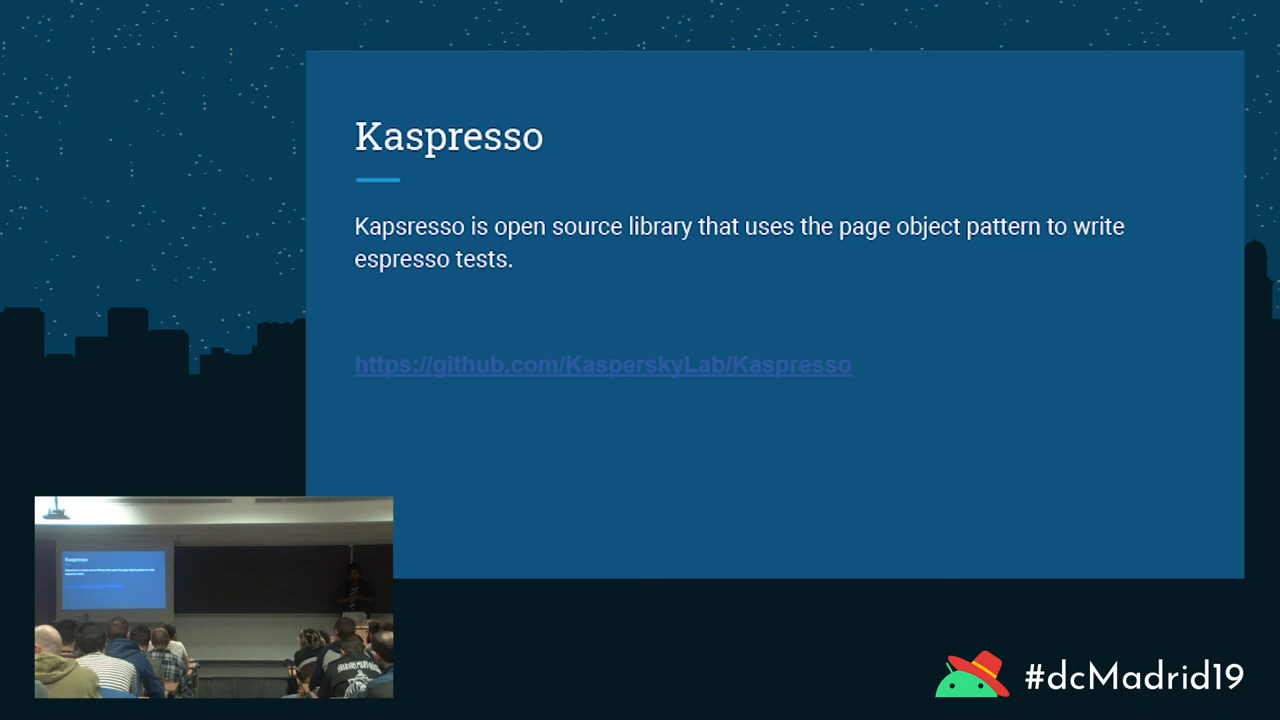 Kaspresso
Kapsresso is open source library that uses the page object pattern to write
espresso tests.
https://github.com/KasperskyLab/Kaspresso
Kaspresso
#dcMadrid19